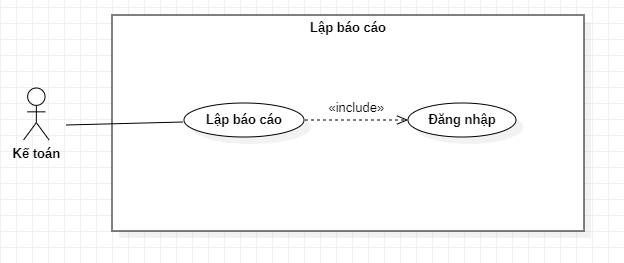 Lập báo cáo
Kế toán
Lập báo cáo
«include»
Đăng nhập